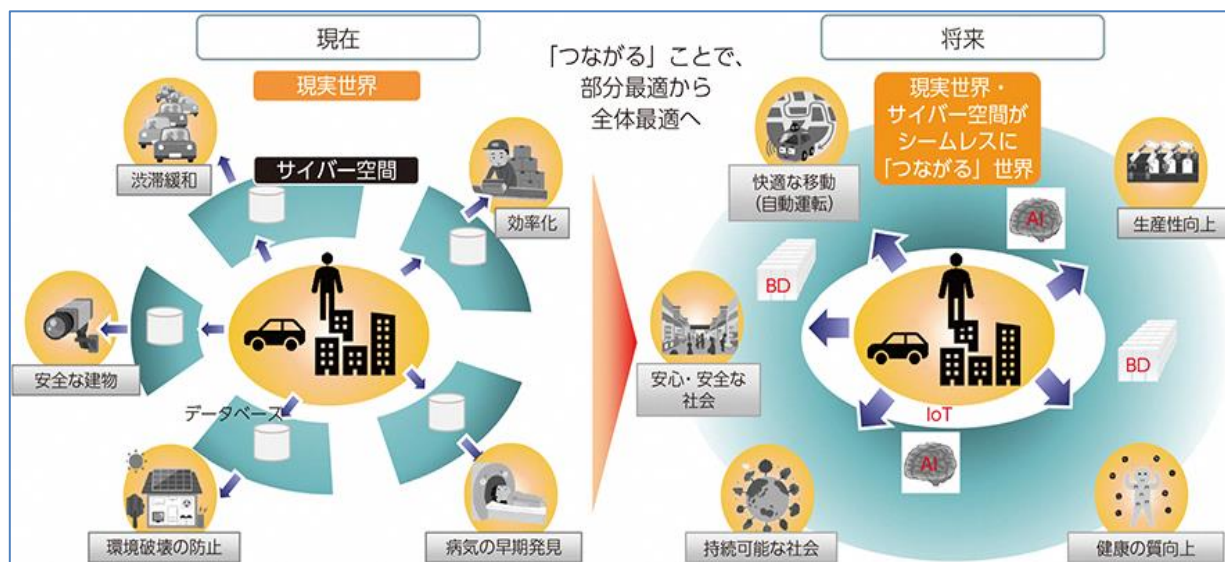 現在
現実世界
サイバー空間
渋滞緩和
効率化
安全な建物
データベース
環境破壊の防止
病気の早期発見
「つながる」ことで、
部分最適から
全体最適へ
将来
現実世界・
サイバー空間が
シームレスに
「つながる」世界
快適な移動
(自動運転)
AI
生産性向上
BD
BD
安心・安全な
社会
IoT
AI
持続可能な社会
健康の質向上